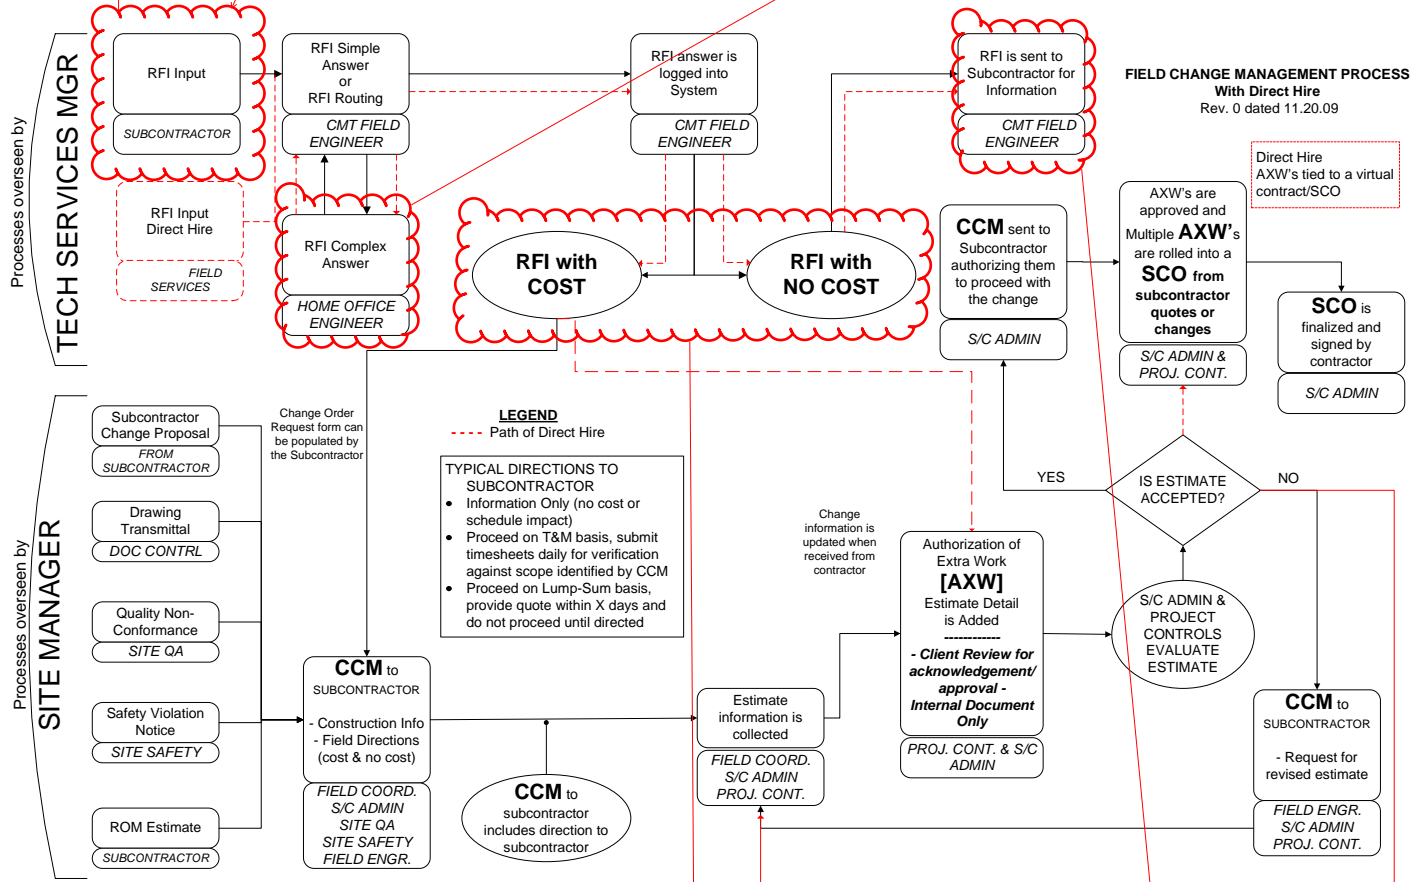 Processes overseen by
TECH SERVICES MGR
RFI Input
SUBCONTRACTOR
RFI Simple
Answer
or
RFI Routing
CMT FIELD
ENGINEER
RFI answer is
logged into
System
CMT FIELD
ENGINEER
RFI is sent to
Subcontractor for
Information
CMT FIELD
ENGINEER
FIELD CHANGE MANAGEMENT PROCESS
With Direct Hire
Rev. 0 dated 11.20.09
Direct Hire
AXW's tied to a virtual
contract/SCO
RFI Input
Direct Hire
FIELD
SERVICES
RFI Complex
Answer
HOME OFFICE
ENGINEER
RFI with
COST
RFI with
NO COST
CCM sent to
Subcontractor
authorizing them
to proceed with
the change
S/C ADMIN
AXW's are
approved and
Multiple AXW's
are rolled into a
SCO from
subcontractor
quotes or
changes
S/C ADMIN &
PROJ. CONT.
SCO is
finalized and
signed by
contractor
S/C ADMIN
Processes overseen by
SITE MANAGER
Subcontractor
Change Proposal
FROM
SUBCONTRACTOR
Drawing
Transmittal
DOC CONTRL
Quality Non-
Conformance
SITE QA
Safety Violation
Notice
SITE SAFETY
ROM Estimate
SUBCONTRACTOR
Change Order
Request form can
be populated by
the Subcontractor
LEGEND
Path of Direct Hire
TYPICAL DIRECTIONS TO
SUBCONTRACTOR
• Information Only (no cost or
schedule impact)
• Proceed on T&M basis, submit
timesheets daily for verification
against scope identified by CCM
• Proceed on Lump-Sum basis,
provide quote within X days and
do not proceed until directed
CCM to
SUBCONTRACTOR
- Construction Info
- Field Directions
(cost & no cost)
FIELD COORD.
S/C ADMIN
SITE QA
SITE SAFETY
FIELD ENGR.
CCM to
subcontractor
includes direction to
subcontractor
Estimate
information is
collected
FIELD COORD.
S/C ADMIN
PROJ. CONT.
Change
information is
updated when
received from
contractor
Authorization of
Extra Work
[AXW]
Estimate Detail
is Added
------------
- Client Review for
acknowledgement/
approval -
Internal Document
Only
PROJ. CONT. & S/C
ADMIN
YES
IS ESTIMATE
ACCEPTED?
NO
S/C ADMIN &
PROJECT
CONTROLS
EVALUATE
ESTIMATE
CCM to
SUBCONTRACTOR
- Request for
revised estimate
FIELD ENGR.
S/C ADMIN
PROJ. CONT.